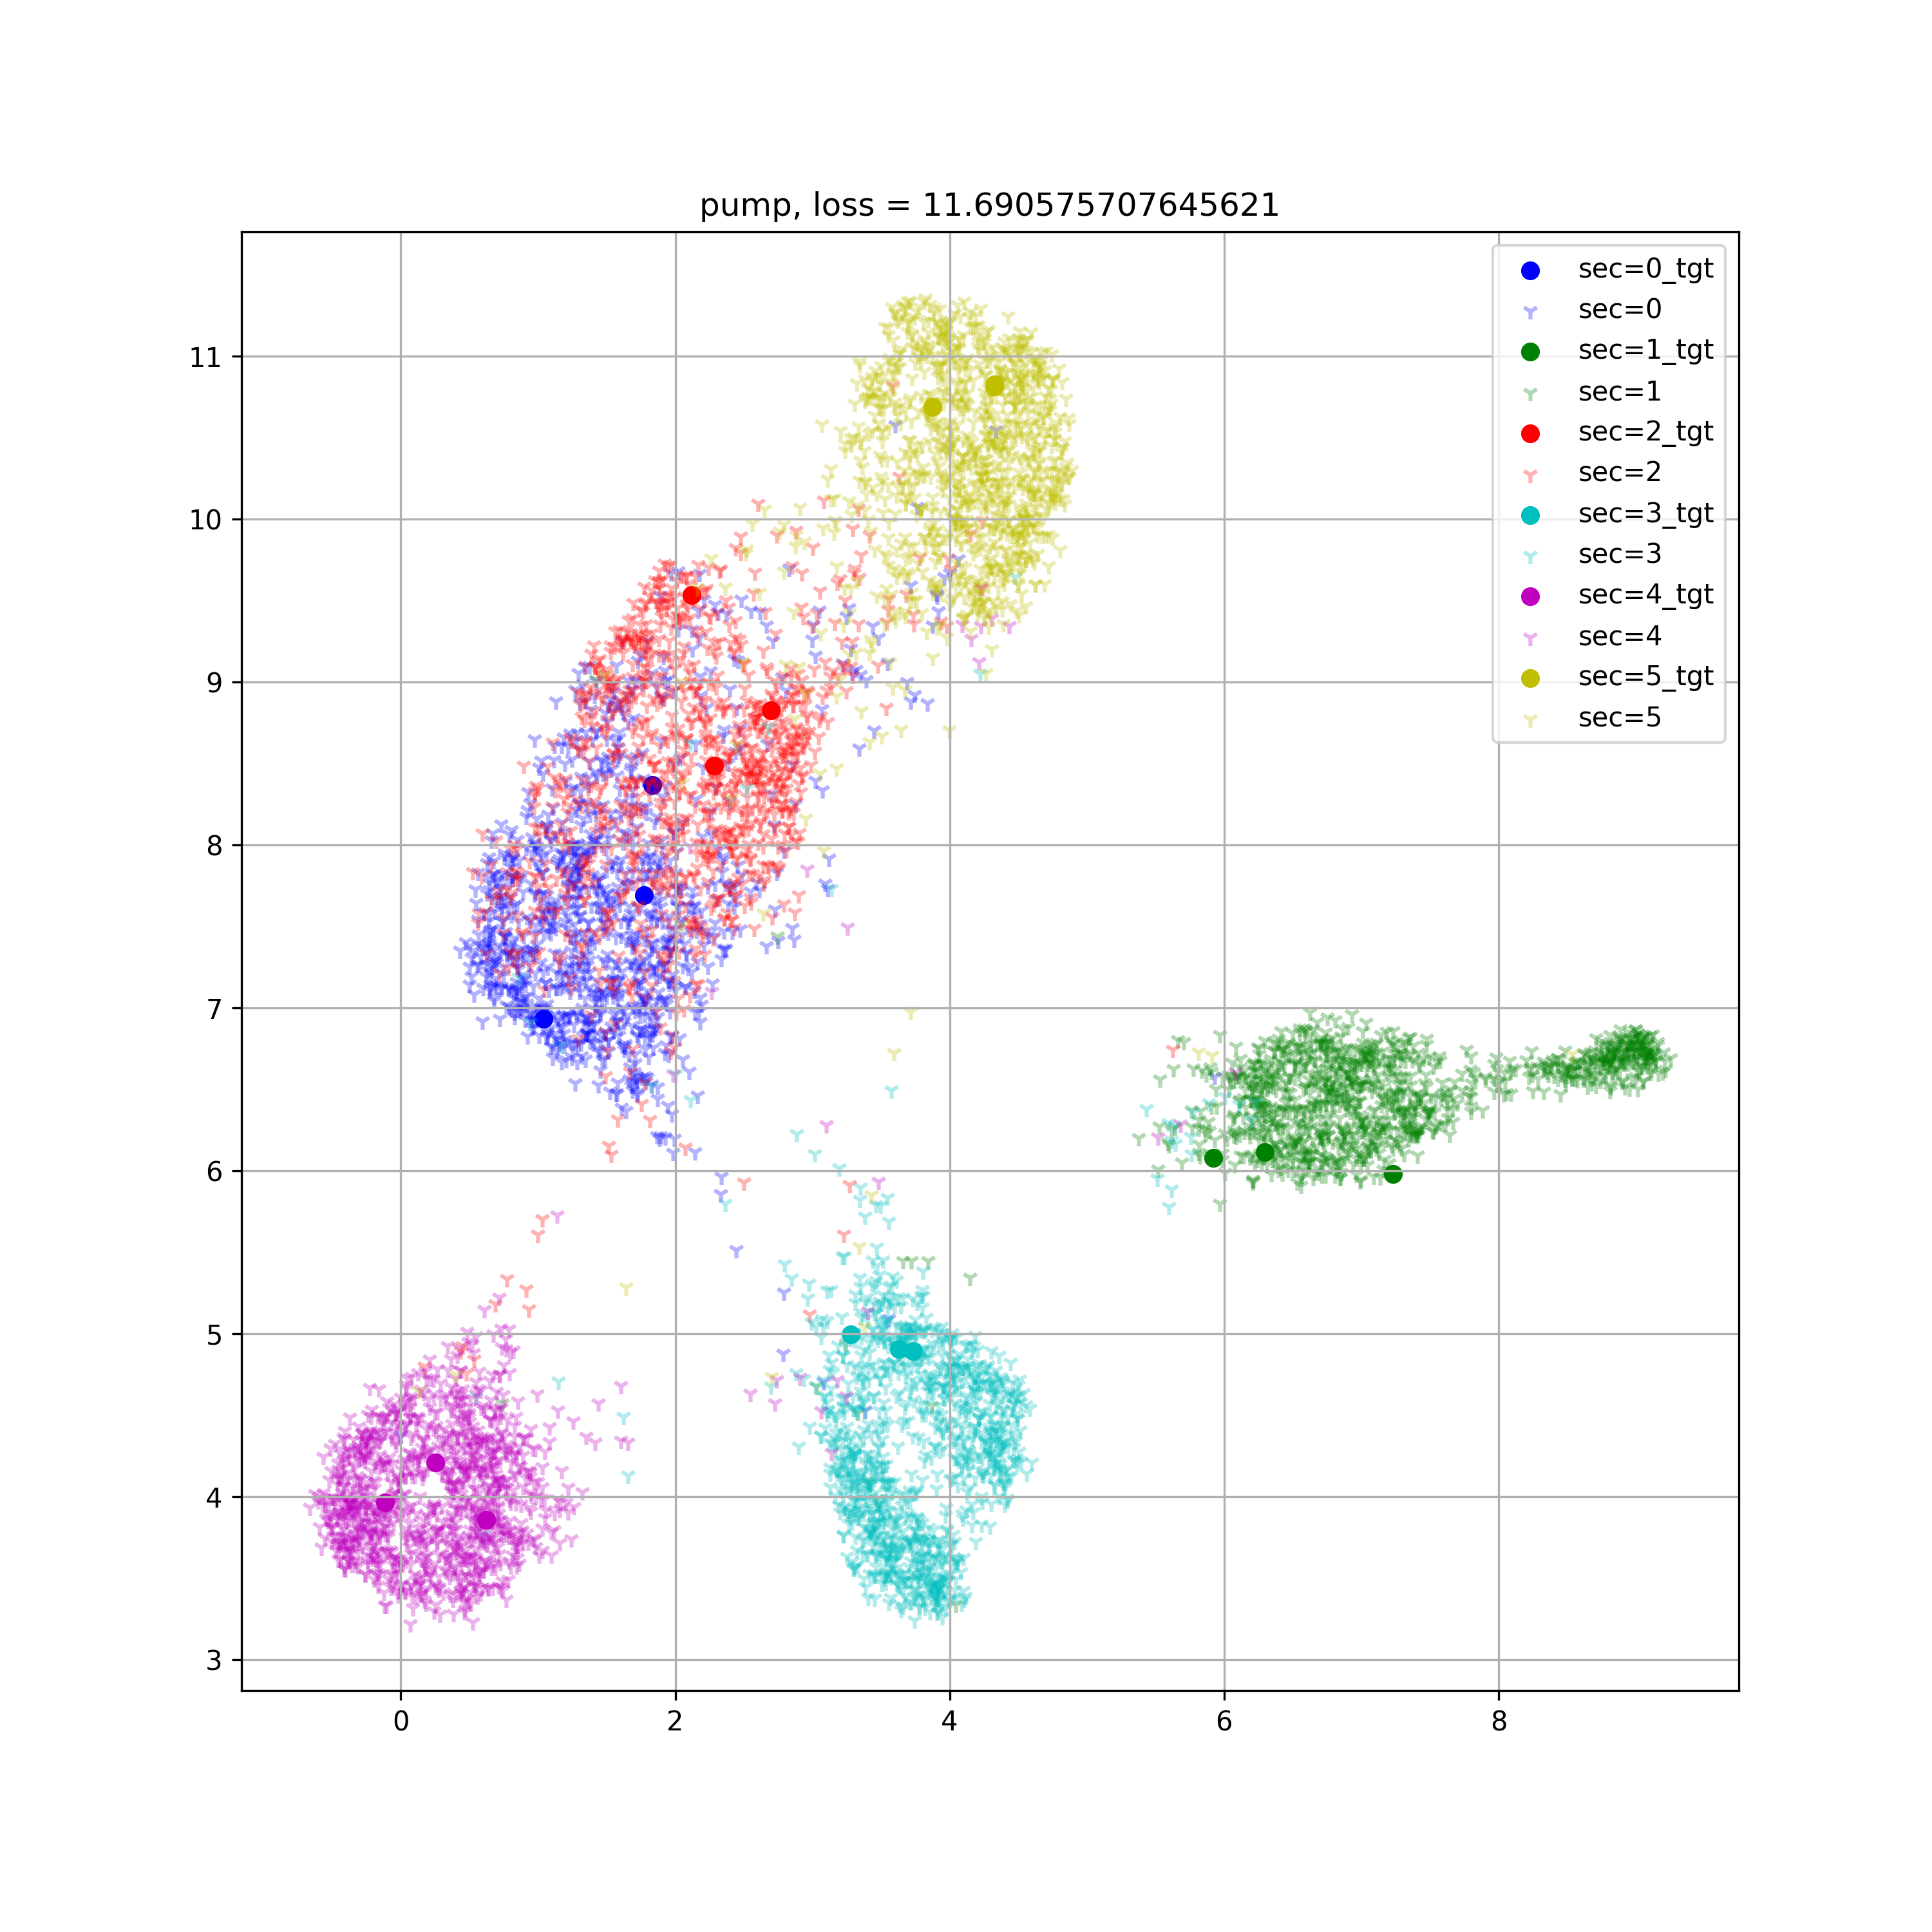 pump, loss = 11.690575707645621
sec=0_tgt
sec=0
sec=1_tgt
sec=1
sec=2_tgt
sec=2
sec=3_tgt
sec=3
sec=4_tgt
sec=4
sec=5_tgt
sec=5
11
10
9
8
7
6
5
4
3
0 2 4 6 8